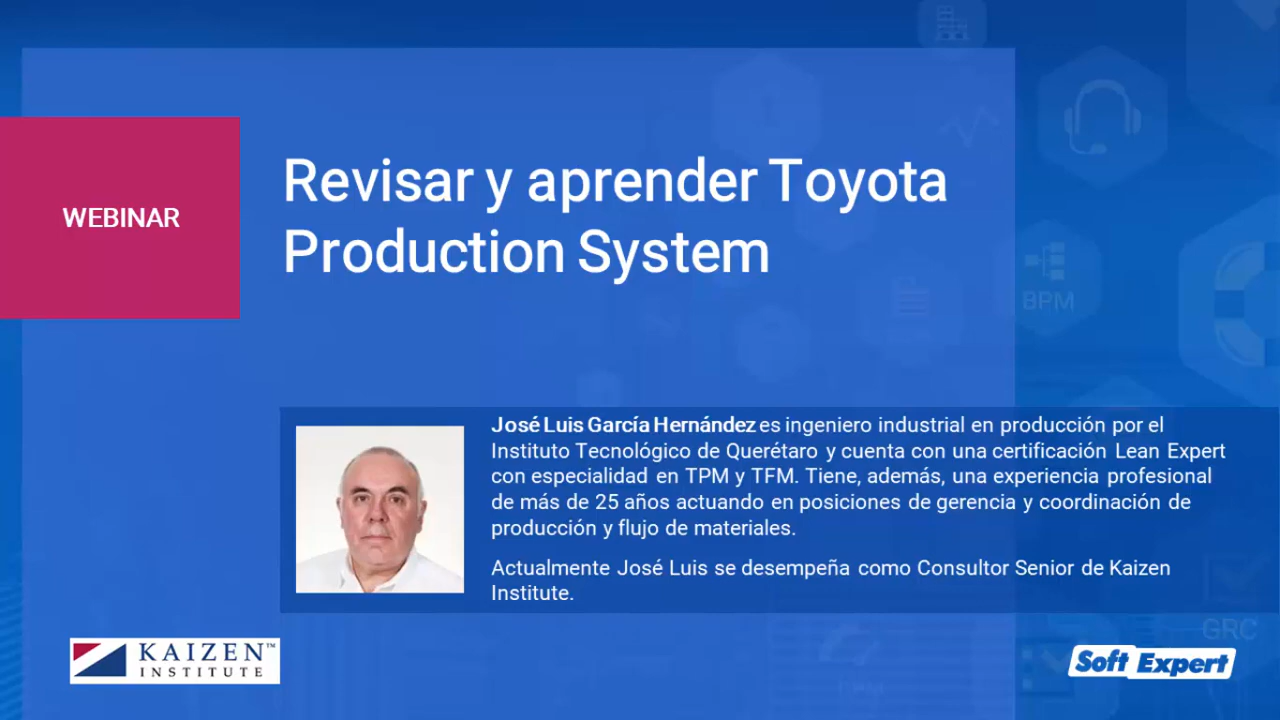 WEBINAR
Revisar y aprender Toyota
Production System
José Luis García Hernández es ingeniero industrial en producción por el
Instituto Tecnológico de Querétaro y cuenta con una certificación Lean Expert
con especialidad en TPM y TFM. Tiene, además, una experiencia profesional
de más de 25 años actuando en posiciones de gerencia y coordinación de
producción y flujo de materiales.
Actualmente José Luis se desempeña como Consultor Senior de Kaizen
Institute.
BPM
GRC
KAIZEN™
INSTITUTE
Soft Expert